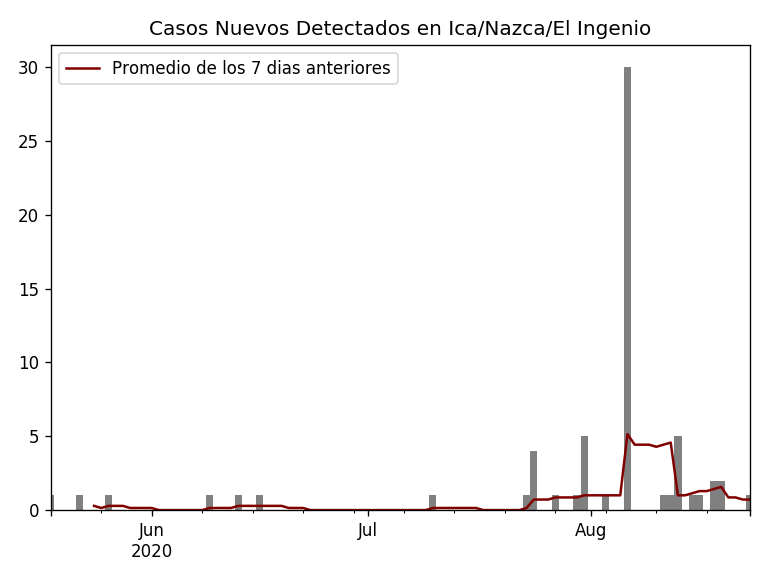 Casos Nuevos Detectados en Ica/Nazca/El Ingenio
Promedio de los 7 dias anteriores
30
25
20
15
10
5
0
Jun
2020
Jul
Aug